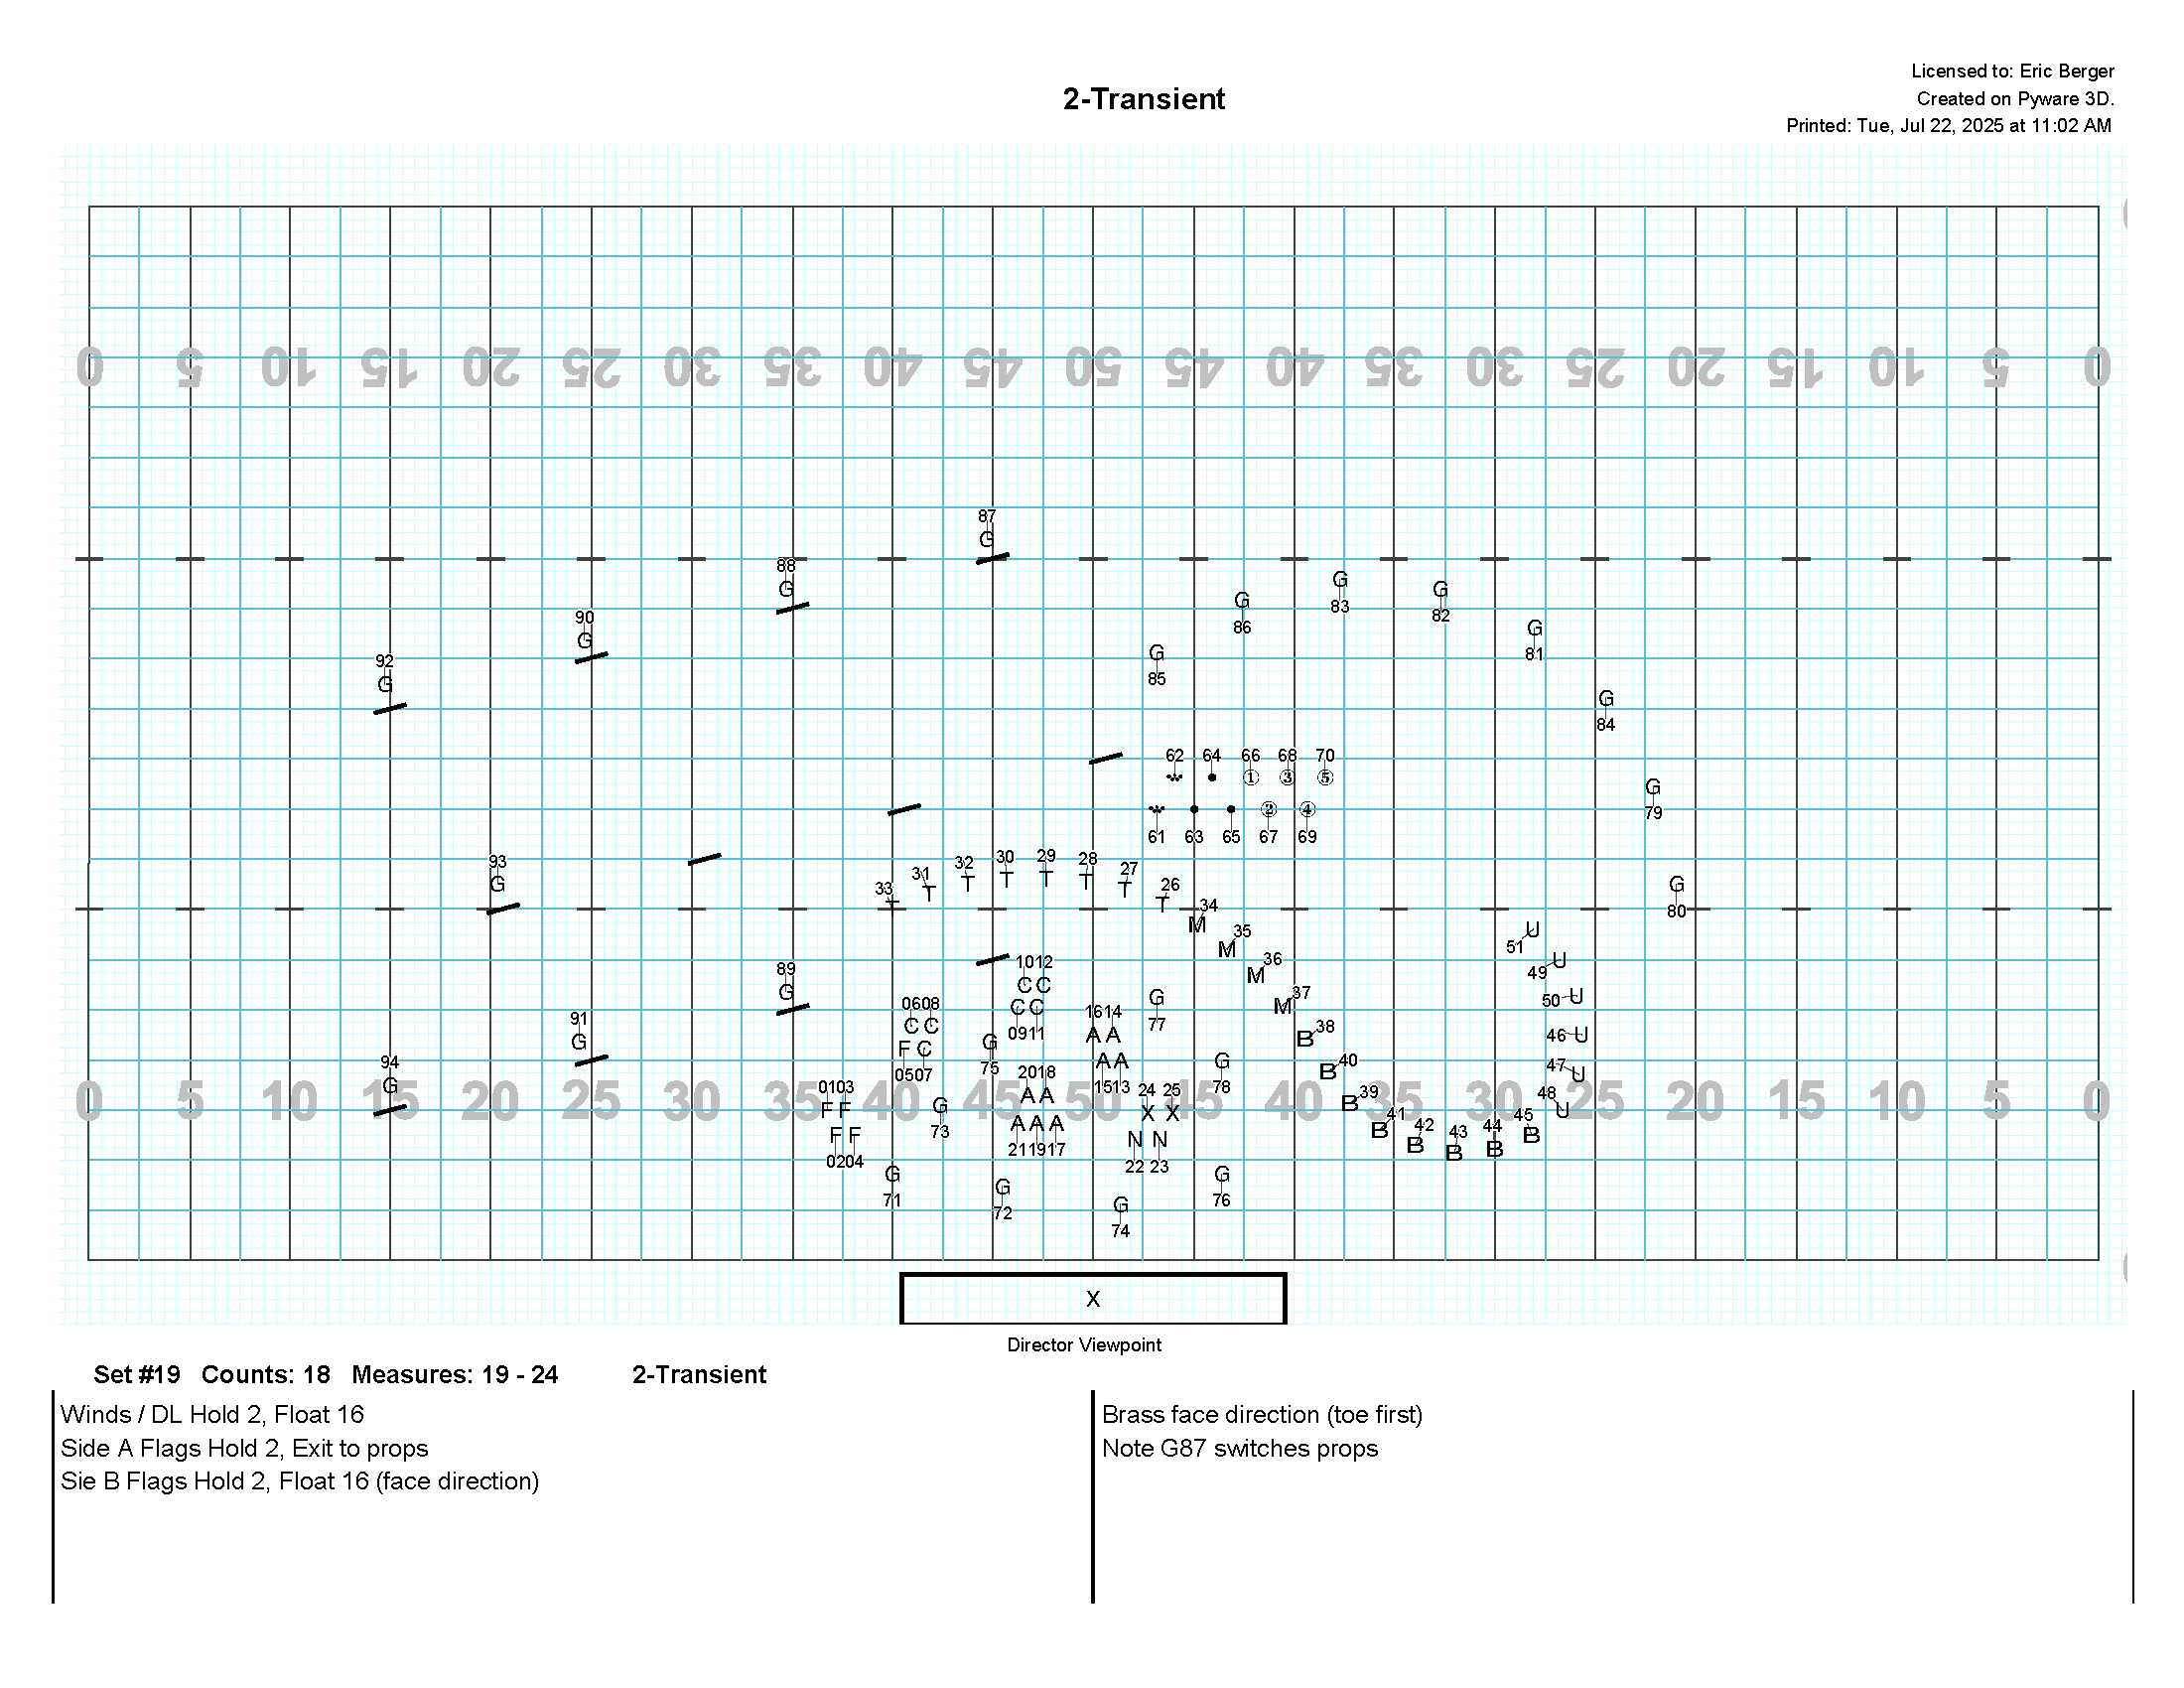 Licensed to: Eric Berger
2-Transient
Created on Pyware 3D.
Printed: Tue, Jul 22, 2025 at 11:02 AM
0 5 10 15 20 25 30 35 40 45 50 45 40 35 30 25 20 15 10 5 0
87
G
88
G
G
83
G
82
G
86
90
G
G
81
92
G
G
85
G
84
62 64 66 68 70
① ③ ⑤
G
79
② ④
61 63 65 67 69
93
G
33 31 32 30 29 28 27 26
T T T T T T T T
G
80
34
M
35
M
36
M
37
M
U
51
U
49
U
50
U
46
U
47
U
48
89
G
1012
C C
C C
0911
G
77
0608
C C
F C
0507
1614
A A
A A
1513
91
G
G
75
B 38
B 40
B 39
B 41
B 42
B 43
B 44
B 45
94
G
G
78
2018
A A
A A A
211917
0103
F F
F F
0204
24 25
X X
N N
22 23
G
73
0 5 10 15 20 25 30 35 40 45 50 45 40 35 30 25 20 15 10 5 0
G
71
G
72
G
74
G
76
X
Director Viewpoint
Set #19 Counts: 18 Measures: 19 - 24 2-Transient
Winds / DL Hold 2, Float 16
Side A Flags Hold 2, Exit to props
Sie B Flags Hold 2, Float 16 (face direction)
Brass face direction (toe first)
Note G87 switches props